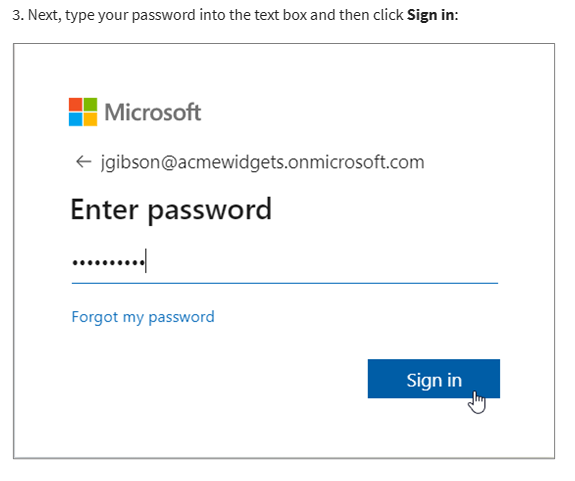 3. Next, type your password into the text box and then click Sign in:
Microsoft
← jgibson@acmewidgets.onmicrosoft.com
Enter password
••••••••••
Forgot my password
Sign in